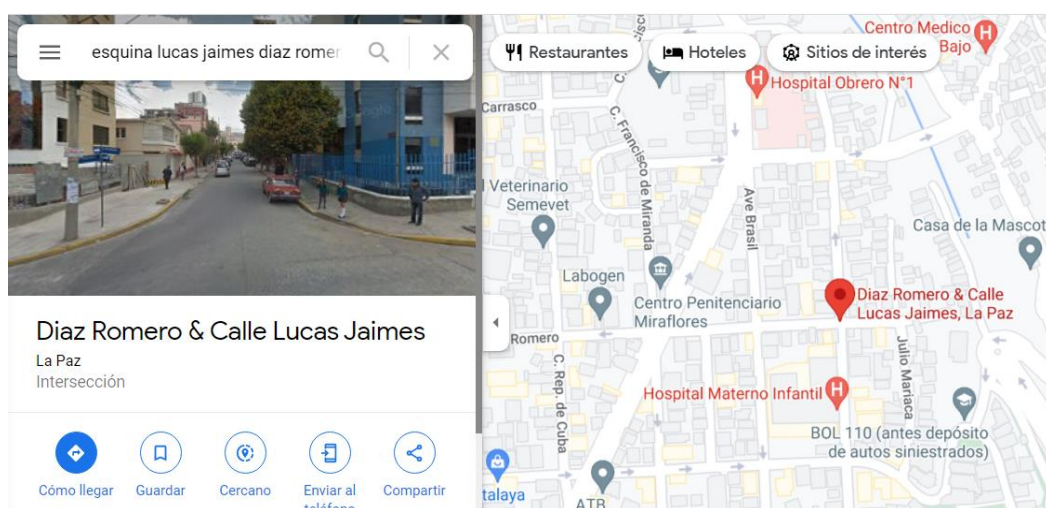 esquina lucas jaimes diaz romer
Diaz Romero & Calle Lucas Jaimes
La Paz
Intersección
Cómo llegar
Guardar
Cercano
Enviar al
teléfono
Compartir
Restaurantes
Hoteles
Sitios de interés
Centro Medico
Bajo
Hospital Obrero N°1
Carrasco
C. Francisco de Miranda
Ave Brasil
l Veterinario
Semevet
Casa de la Mascot
Labogen
Centro Penitenciario
Miraflores
Diaz Romero & Calle
Lucas Jaimes, La Paz
Romero
C. Rep. de Cuba
Julio Mariaca
Hospital Materno Infantil
BOL 110 (antes depósito
de autos siniestrados)
talaya
ATB